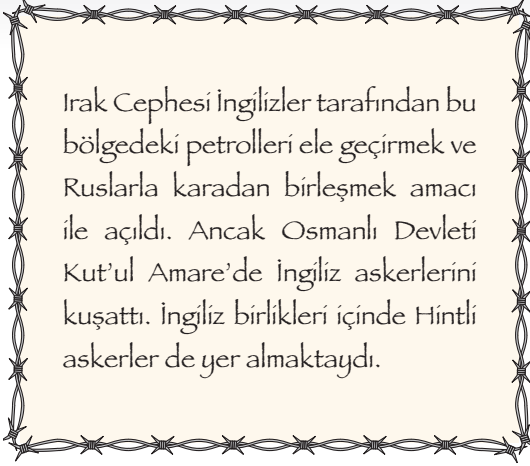 Irak Cephesi İngilizler tarafından bu
bölgedeki petrolleri ele geçirmek ve
Ruslarla karadan birleşmek amacı
ile açıldı. Ancak Osmanlı Devleti
Kut'ul Amare'de İngiliz askerlerini
kuşattı. İngiliz birlikleri içinde Hintli
askerler de yer almaktaydı.